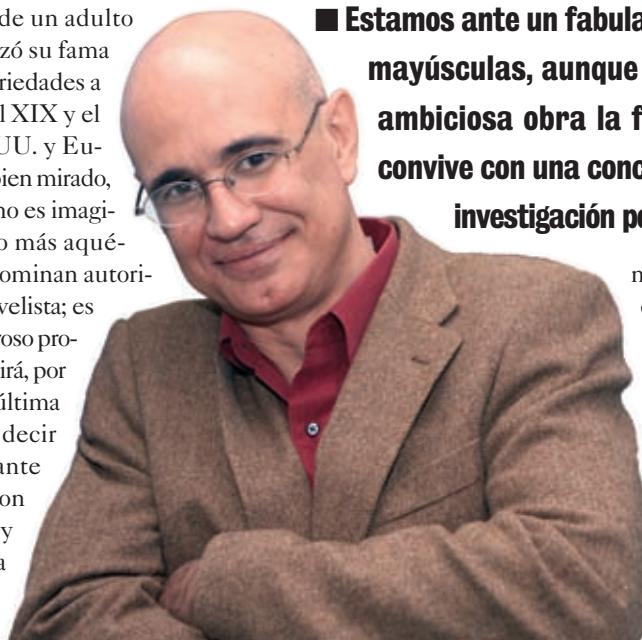 de un adulto
zó su fama
riedades a
l XIX y el
UU. y Eu-
bien mirado,
no es imagi-
o más aqué-
ominan autori-
velista; es
roso pro-
irá, por
última
decir
ante
on
y
a
■ Estamos ante un fabula
mayúsculas, aunque
ambiciosa obra la f
convive con una conc
investigación pe